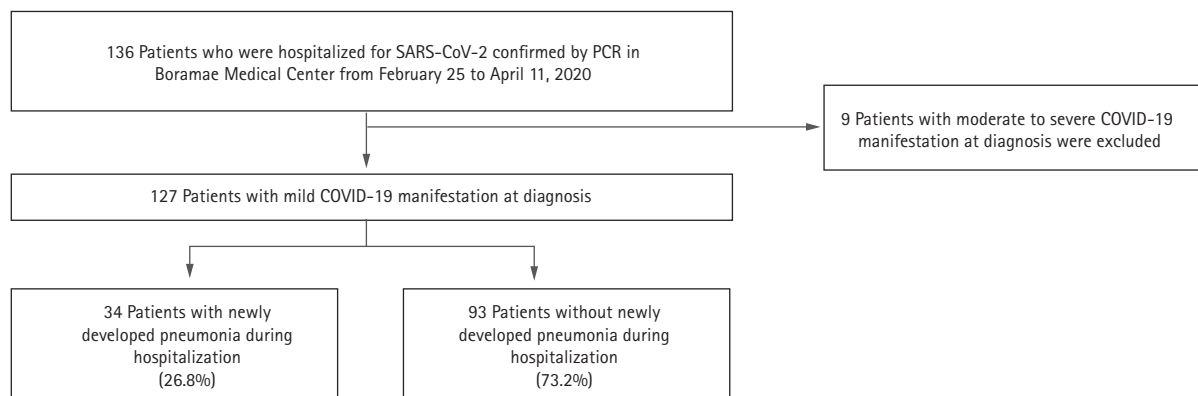 136 Patients who were hospitalized for SARS-CoV-2 confirmed by PCR in
Boramae Medical Center from February 25 to April 11, 2020
9 Patients with moderate to severe COVID-19
manifestation at diagnosis were excluded
127 Patients with mild COVID-19 manifestation at diagnosis
34 Patients with newly
developed pneumonia during
hospitalization
(26.8%)
93 Patients without newly
developed pneumonia during
hospitalization
(73.2%)